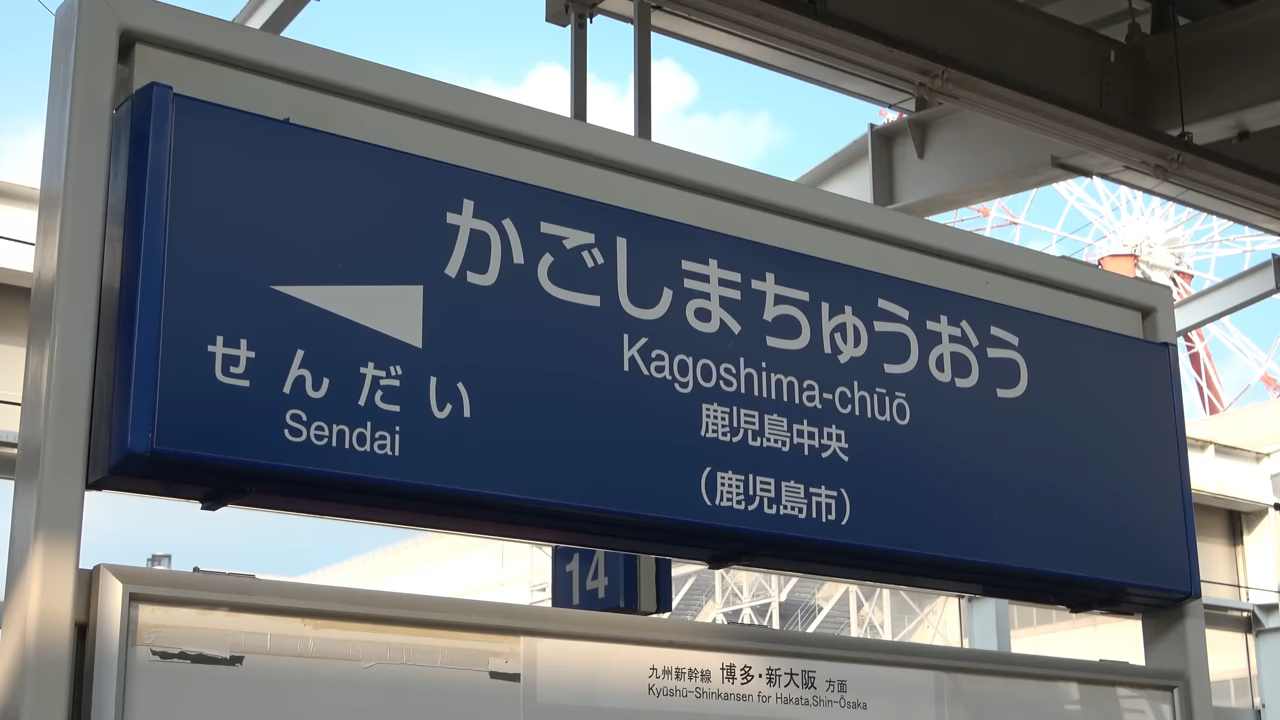 かごしまちゅうおう
Kagoshima-chūō
鹿児島中央
(鹿児島市)
せんだい
Sendai
14
九州新幹線 博多・新大阪 方面
Kyūshū-Shinkansen for Hakata,Shin-Ōsaka